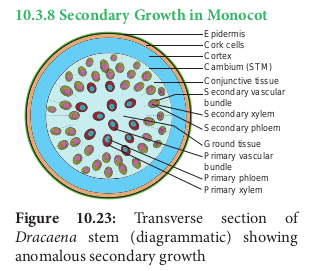 10.3.8 Secondary Growth in Monocot
Epidermis
Cork cells
Cortex
Cambium (STM)
Conjunctive tissue
Secondary vascular
bundle
Secondary xylem
Secondary phloem
Ground tissue
Primary vascular
bundle
Primary phloem
Primary xylem
Figure 10.23: Transverse section of
Dracaena stem (diagrammatic) showing
anomalous secondary growth